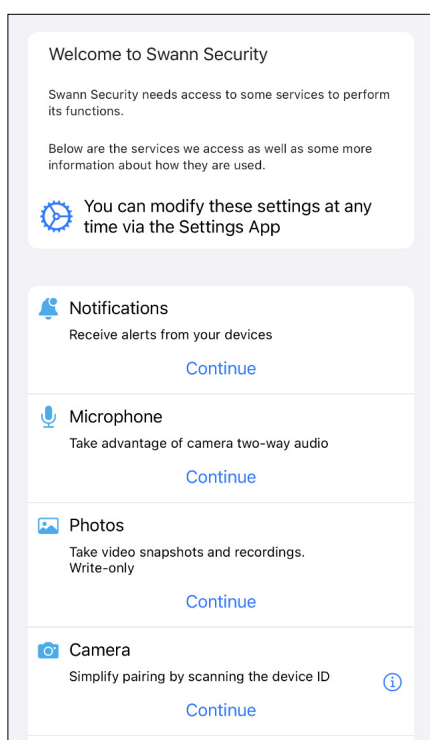 Welcome to Swann Security
Swann Security needs access to some services to perform
its functions.
Below are the services we access as well as some more
information about how they are used.
You can modify these settings at any
time via the Settings App
Notifications
Receive alerts from your devices
Continue
Microphone
Take advantage of camera two-way audio
Continue
Photos
Take video snapshots and recordings.
Write-only
Continue
Camera
Simplify pairing by scanning the device ID
Continue